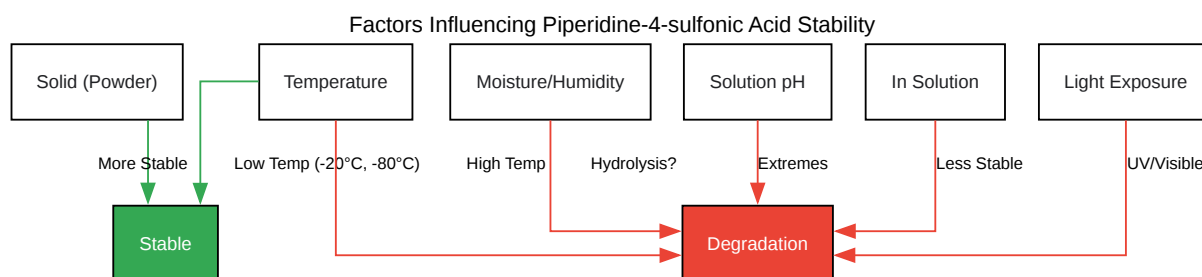 Factors Influencing Piperidine-4-sulfonic Acid Stability
Solid (Powder)
Temperature
Moisture/Humidity
Solution pH
In Solution
Light Exposure
More Stable
Low Temp (-20°C, -80°C)
High Temp
Hydrolysis?
Extremes
Less Stable
UV/Visible
Stable
Degradation